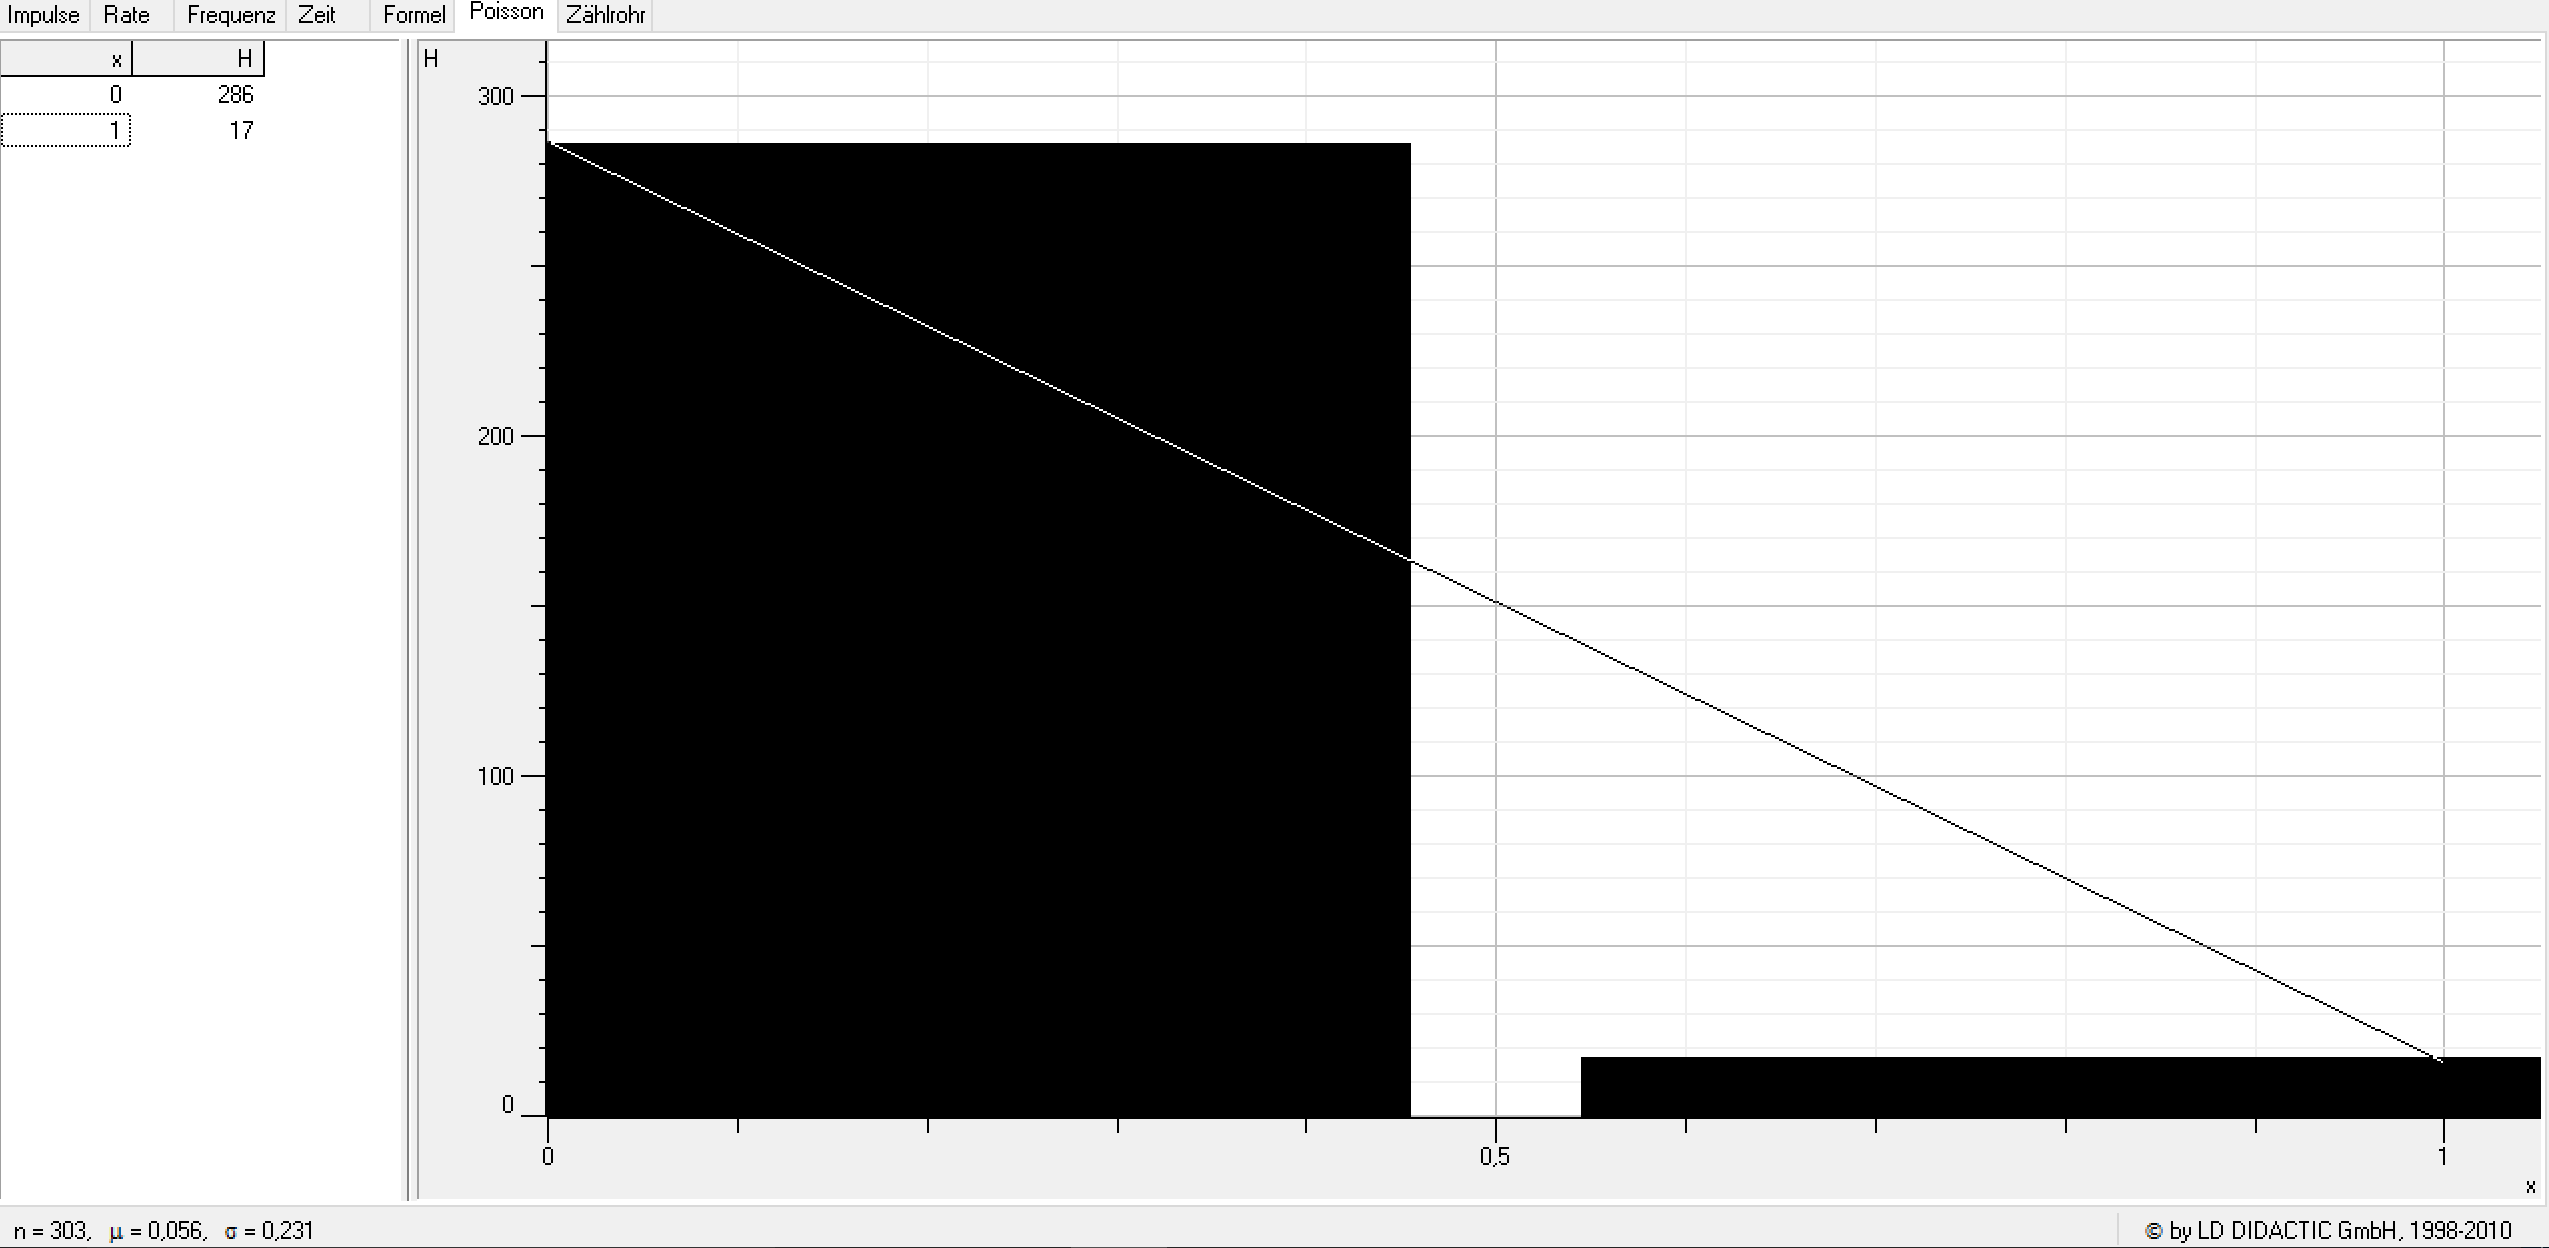 Impulse Rate Frequenz Zeit Formel Poisson Zählrohr
x H
0 286
1 17
H
300
200
100
0
0 0,5 1
x
n = 303, μ = 0,056, σ = 0,231
© by LD DIDACTIC GmbH, 1998-2010